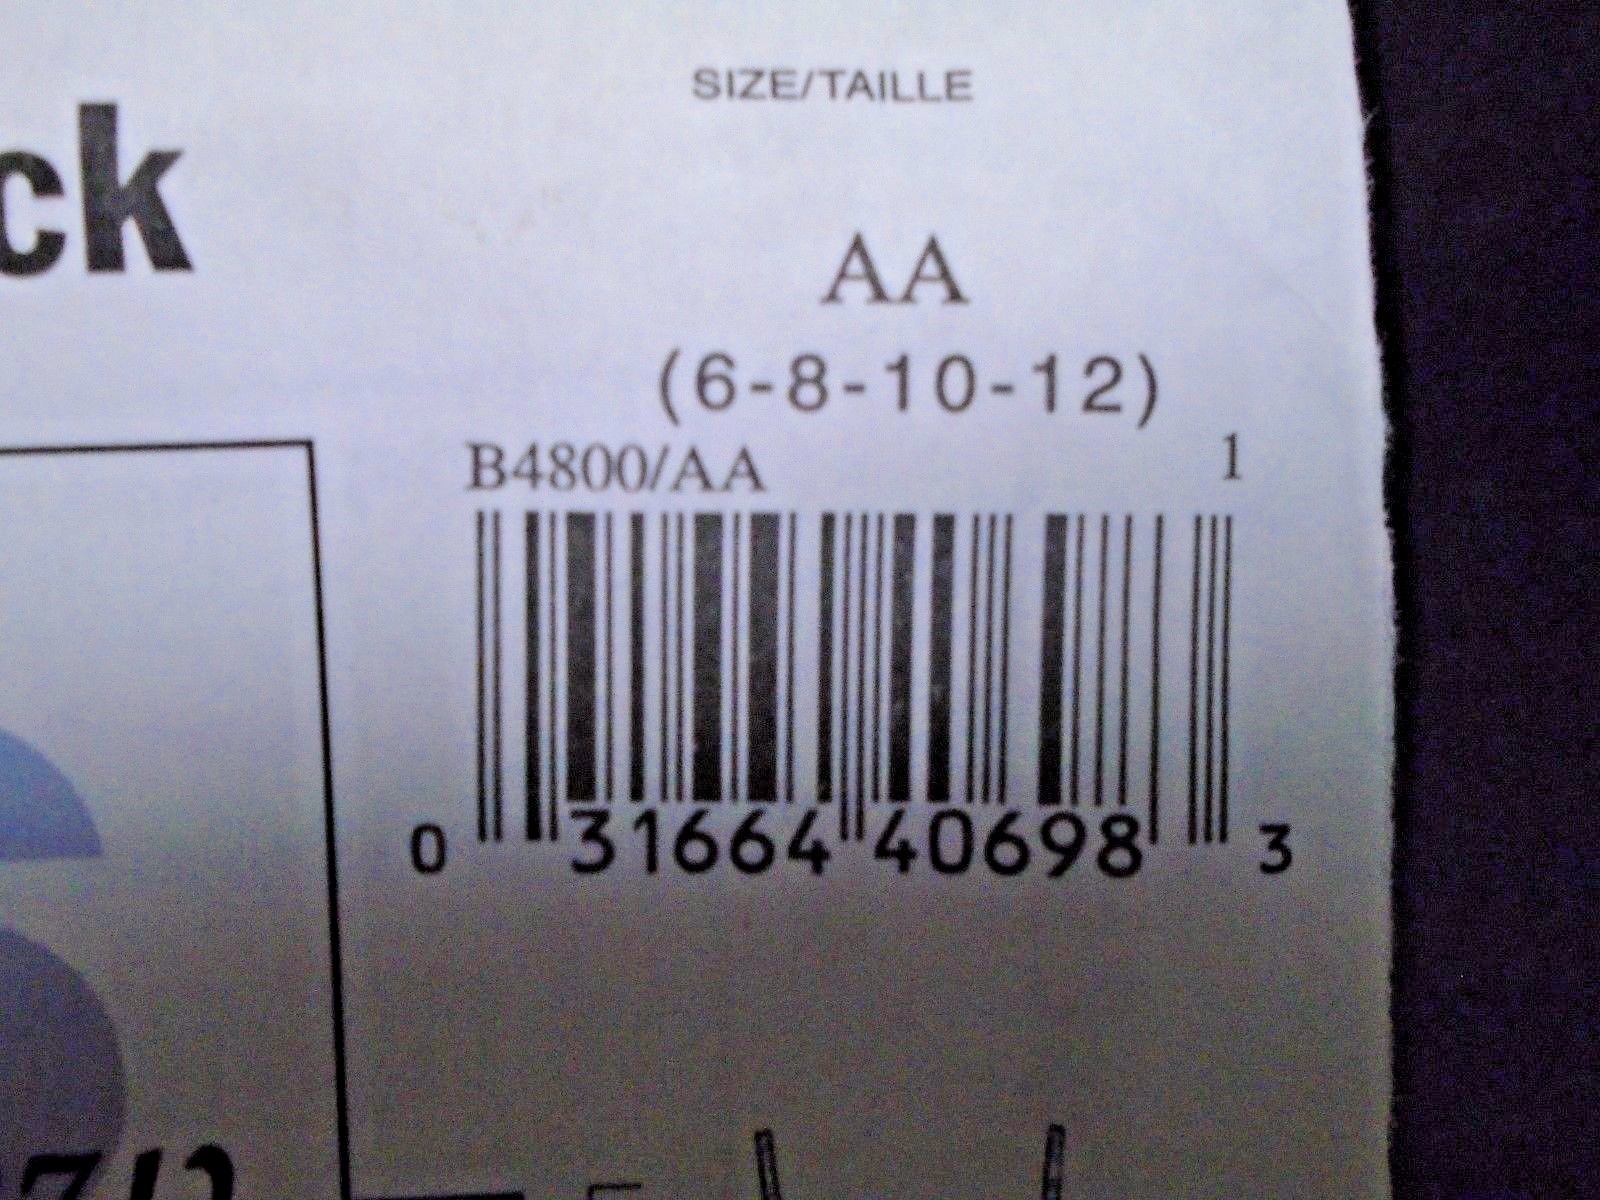 SIZE/TAILLE
ck
AA
(6-8-10-12)
B4800/AA 1
0 31664 40698 3